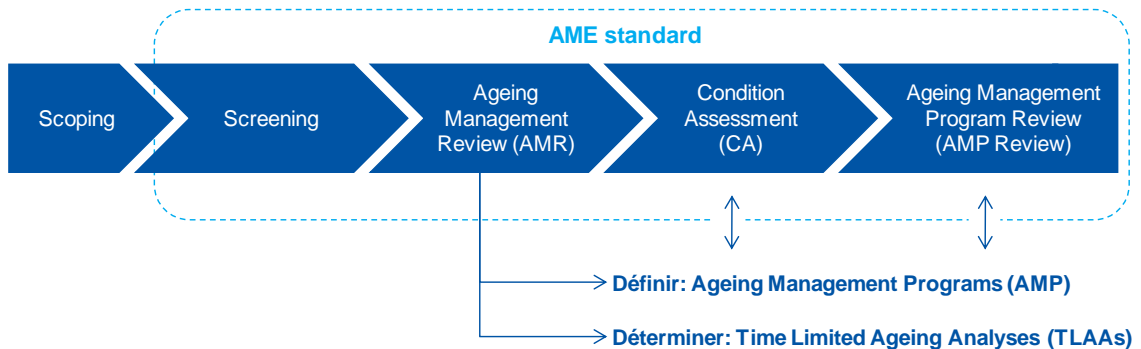 AME standard
Scoping
Screening
Ageing
Management
Review (AMR)
Condition
Assessment
(CA)
Ageing Management
Program Review
(AMP Review)
Définir: Ageing Management Programs (AMP)
Déterminer: Time Limited Ageing Analyses (TLAAs)